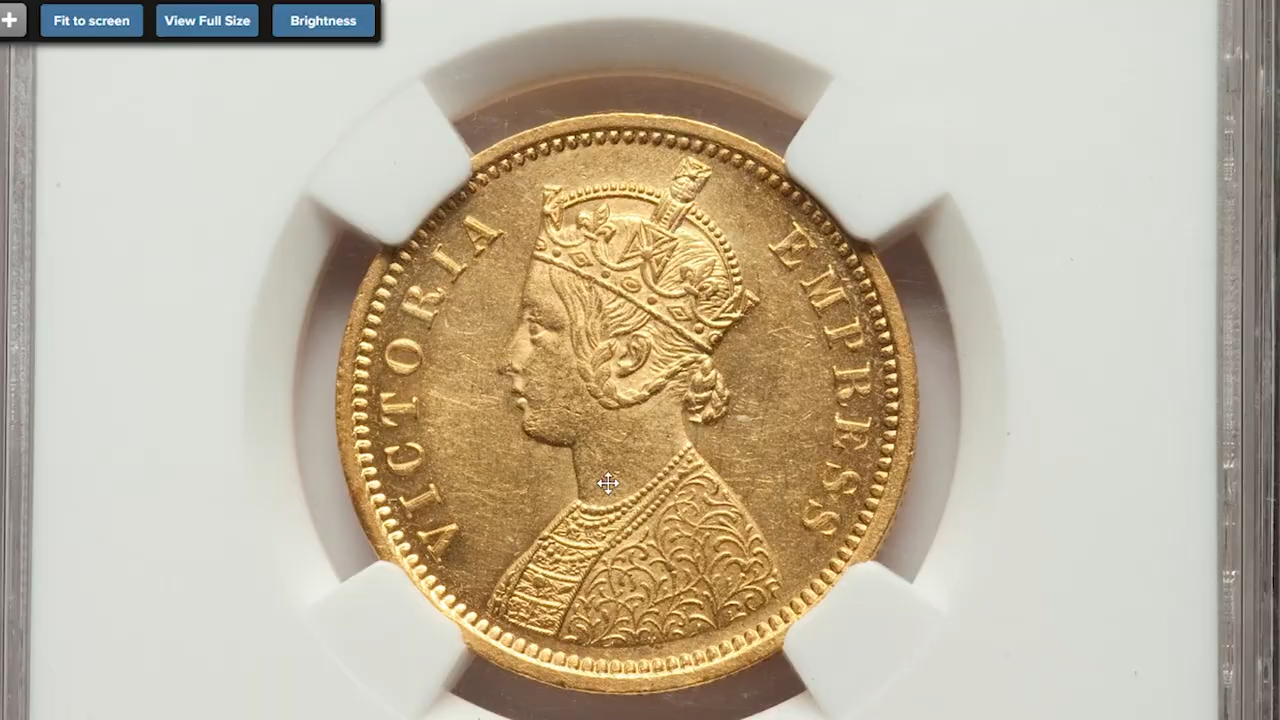 Fit to screen
View Full Size
Brightness
VICTORIA
EMPRESS